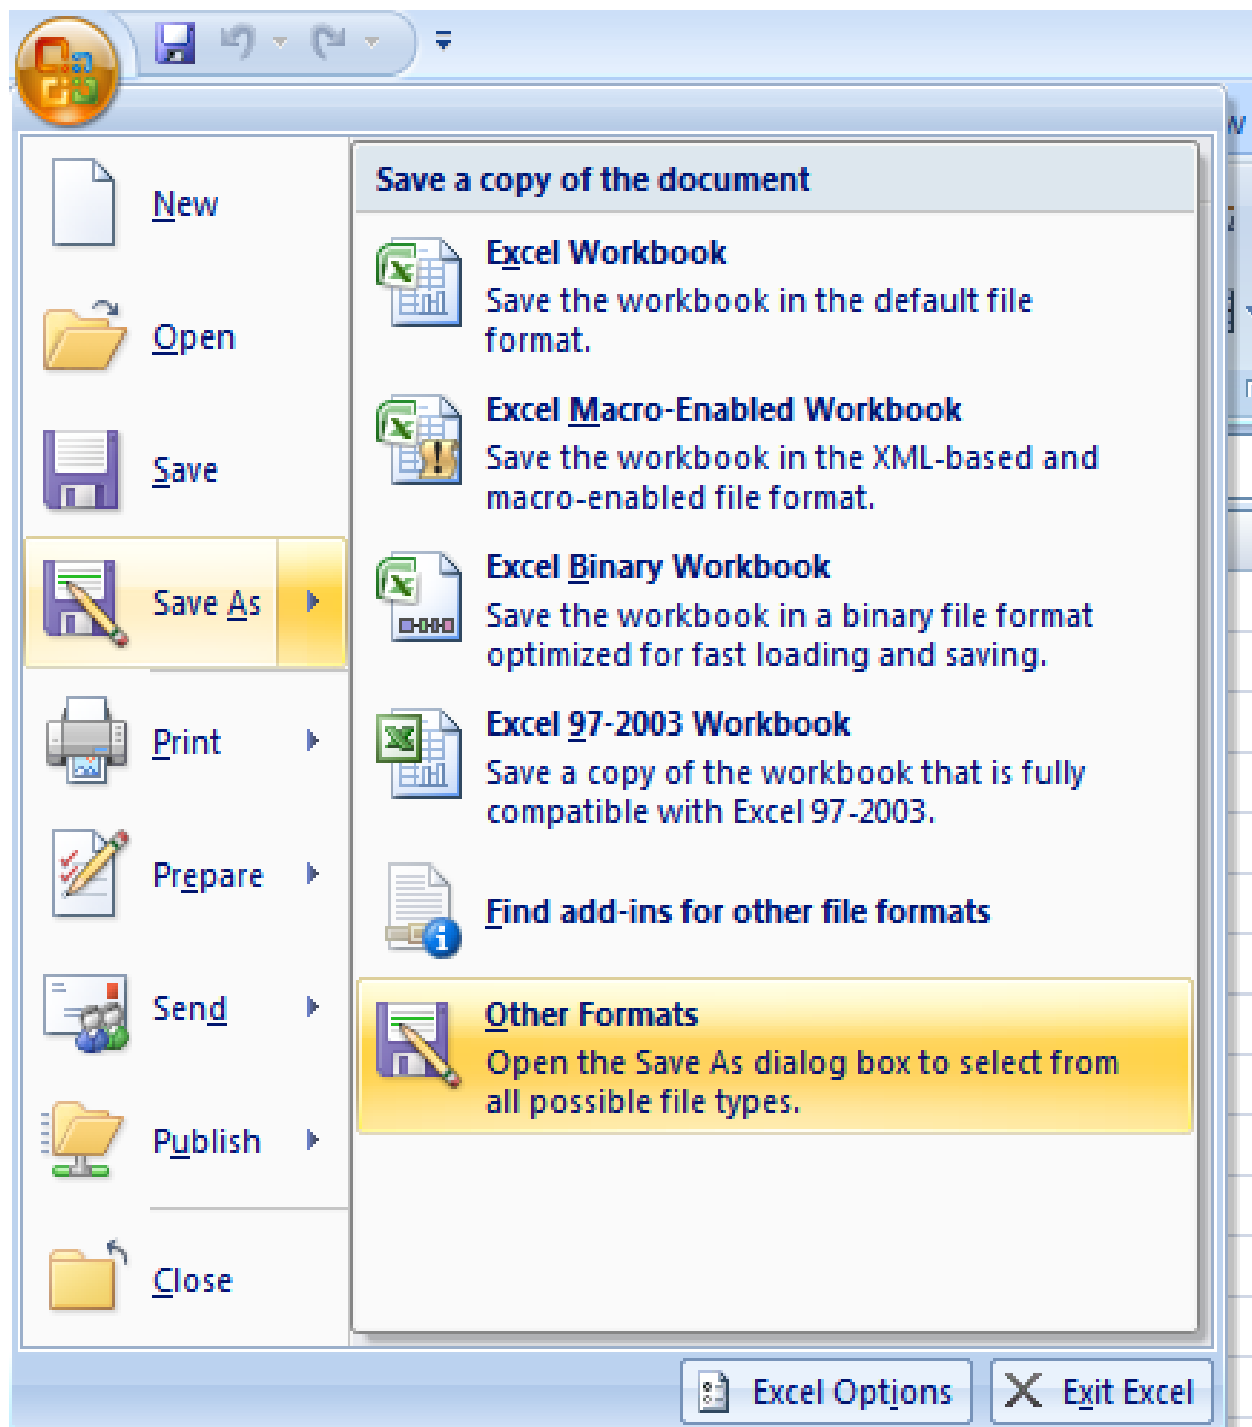 New
Open
Save
Save As
Print
Prepare
Send
Publish
Close
Save a copy of the document
Excel Workbook
Save the workbook in the default file
format.
Excel Macro-Enabled Workbook
Save the workbook in the XML-based and
macro-enabled file format.
Excel Binary Workbook
Save the workbook in a binary file format
optimized for fast loading and saving.
Excel 97-2003 Workbook
Save a copy of the workbook that is fully
compatible with Excel 97-2003.
Find add-ins for other file formats
Other Formats
Open the Save As dialog box to select from
all possible file types.
Excel Options
Exit Excel